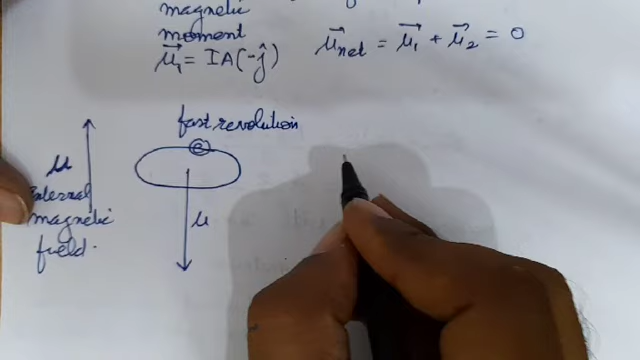 magnetic
moment
μ⃗₁ = IA(-ĵ)
μ⃗net = μ⃗₁ + μ⃗₂ = 0
fast revolution
e
μ
μ
External
magnetic
field.